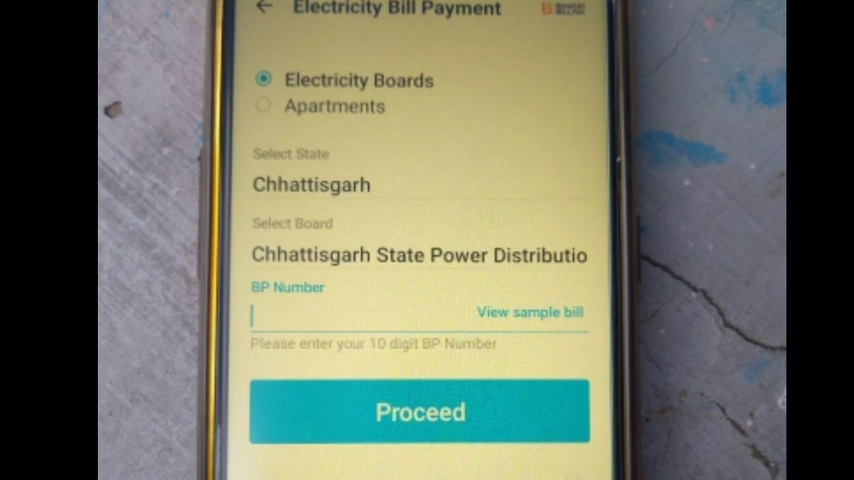 Electricity Bill Payment
Electricity Boards
Apartments
Select State
Chhattisgarh
Select Board
Chhattisgarh State Power Distributio
BP Number
View sample bill
Please enter your 10 digit BP Number
Proceed